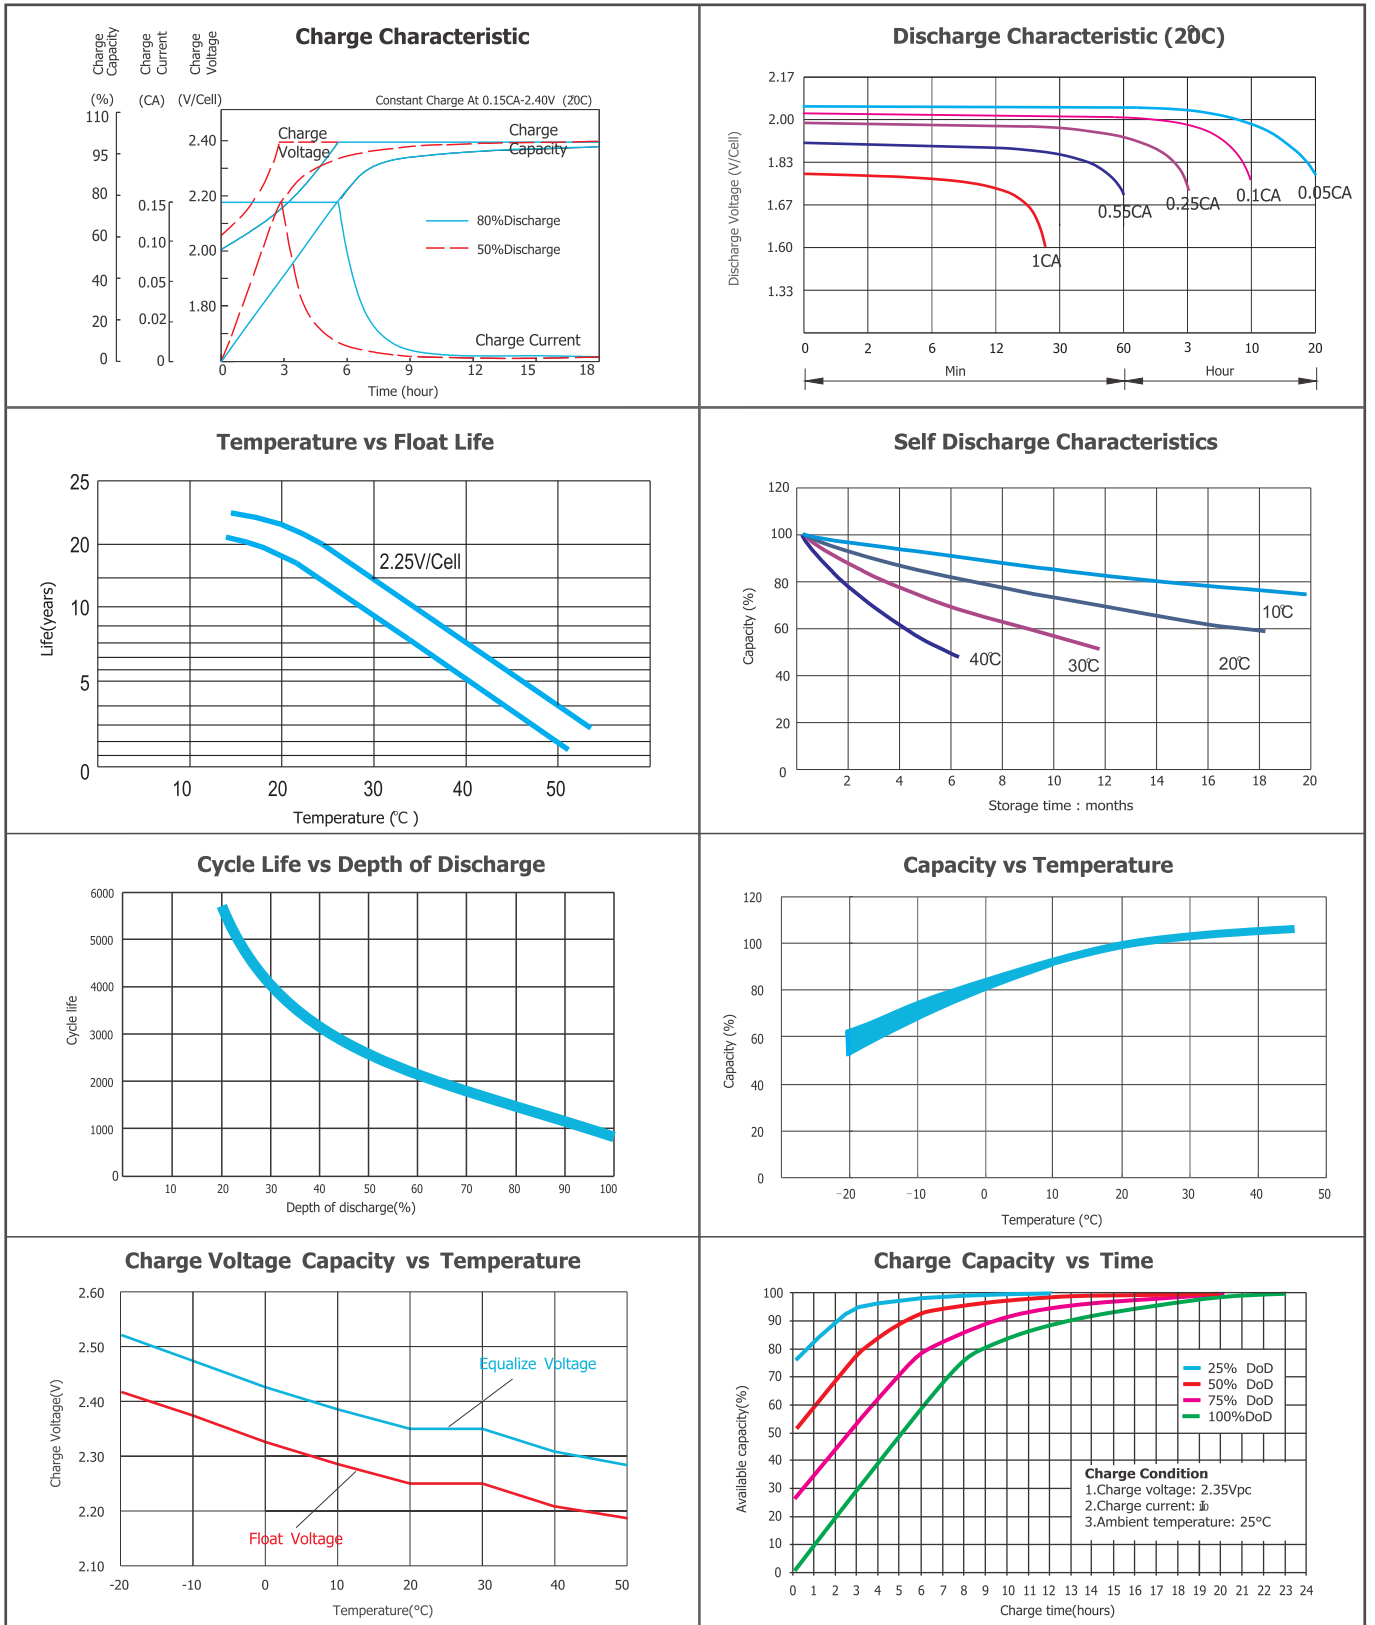 Charge Characteristic
Charge Capacity
Charge Current
Charge Voltage
(%) (CA) (V/Cell)
Constant Charge At 0.15CA-2.40V (20℃)
110
95
80
60
40
20
0
0.15
0.10
0.05
0.02
0
2.40
2.20
2.00
1.80
Charge
Voltage
Charge
Capacity
80%Discharge
50%Discharge
Charge Current
0 3 6 9 12 15 18
Time (hour)
Discharge Characteristic (20℃)
Discharge Voltage (V/Cell)
2.17
2.00
1.83
1.67
1.60
1.33
0.05CA
0.1CA
0.25CA
0.55CA
1CA
0 2 6 12 30 60 3 10 20
Min Hour
Temperature vs Float Life
Life(years)
25
20
10
5
0
2.25V/Cell
10 20 30 40 50
Temperature (℃)
Self Discharge Characteristics
Capacity (%)
120
100
80
60
40
20
0
10℃
20℃
30℃
40℃
2 4 6 8 10 12 14 16 18 20
Storage time : months
Cycle Life vs Depth of Discharge
Cycle life
6000
5000
4000
3000
2000
1000
0
10 20 30 40 50 60 70 80 90 100
Depth of discharge(%)
Capacity vs Temperature
Capacity (%)
120
100
80
60
40
20
0
-20 -10 0 10 20 30 40 50
Temperature (°C)
Charge Voltage Capacity vs Temperature
Charge Voltage(V)
2.60
2.50
2.40
2.30
2.20
2.10
Equalize Voltage
Float Voltage
-20 -10 0 10 20 30 40 50
Temperature(°C)
Charge Capacity vs Time
Available capacity(%)
100
90
80
70
60
50
40
30
20
10
0
25% DoD
50% DoD
75% DoD
100%DoD
Charge Condition
1.Charge voltage: 2.35Vpc
2.Charge current:
3.Ambient temperature: 25°C
0 1 2 3 4 5 6 7 8 9 10 11 12 13 14 15 16 17 18 19 20 21 22 23 24
Charge time(hours)